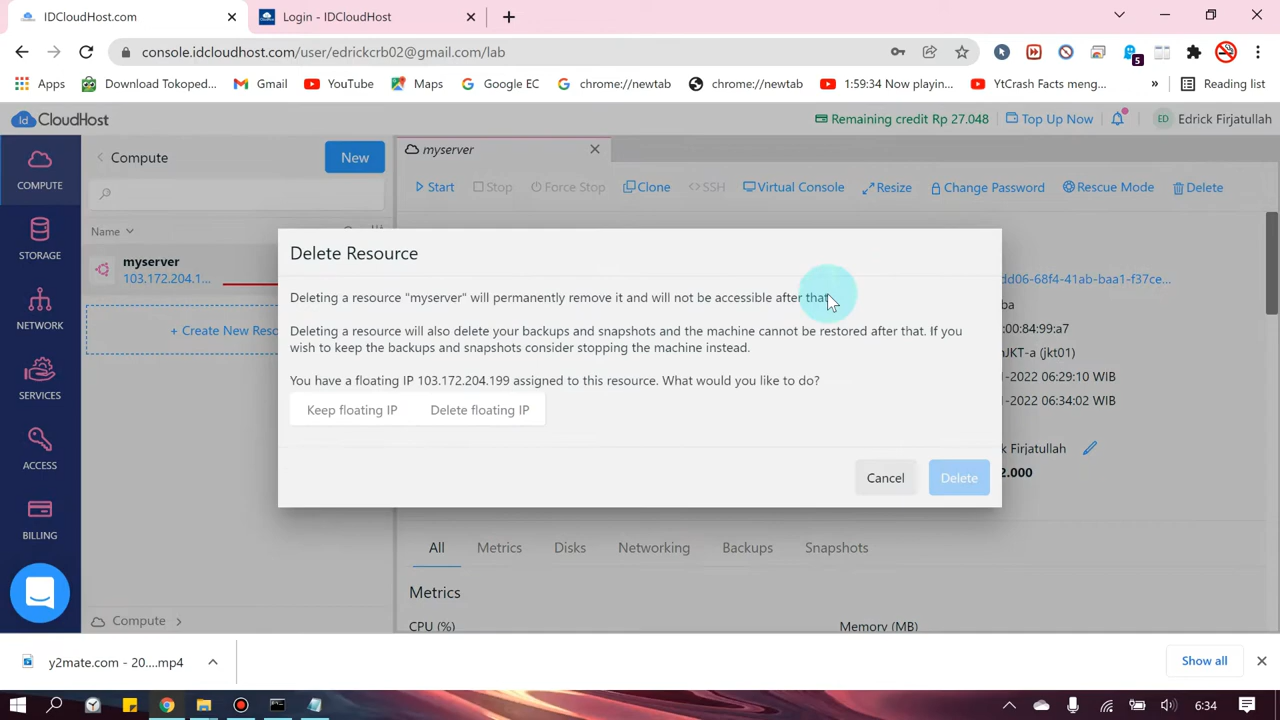 IDCloudHost.com
Login - IDCloudHost
console.idcloudhost.com/user/edrickcrb02@gmail.com/lab
5
Apps
Download Tokoped...
Gmail
YouTube
Maps
Google EC
chrome://newtab
chrome://newtab
1:59:34 Now playin...
YtCrash Facts meng...
»
Reading list
Id CloudHost
Remaining credit Rp 27.048
Top Up Now
ED
Edrick Firjatullah
COMPUTE
STORAGE
NETWORK
SERVICES
ACCESS
BILLING
Compute
New
Name
myserver
103.172.204.1...
+ Create New Reso
Compute
myserver
Start
Stop
Force Stop
Clone
SSH
Virtual Console
Resize
Change Password
Rescue Mode
Delete
dd06-68f4-41ab-baa1-f37ce...
ba
:00:84:99:a7
JKT-a (jkt01)
-2022 06:29:10 WIB
-2022 06:34:02 WIB
rick Firjatullah
2.000
Delete Resource
Deleting a resource "myserver" will permanently remove it and will not be accessible after that.
Deleting a resource will also delete your backups and snapshots and the machine cannot be restored after that. If you
wish to keep the backups and snapshots consider stopping the machine instead.
You have a floating IP 103.172.204.199 assigned to this resource. What would you like to do?
Keep floating IP
Delete floating IP
Cancel
Delete
All
Metrics
Disks
Networking
Backups
Snapshots
Metrics
CPU (%)
Memory (MB)
y2mate.com - 20....mp4
Show all
6:34